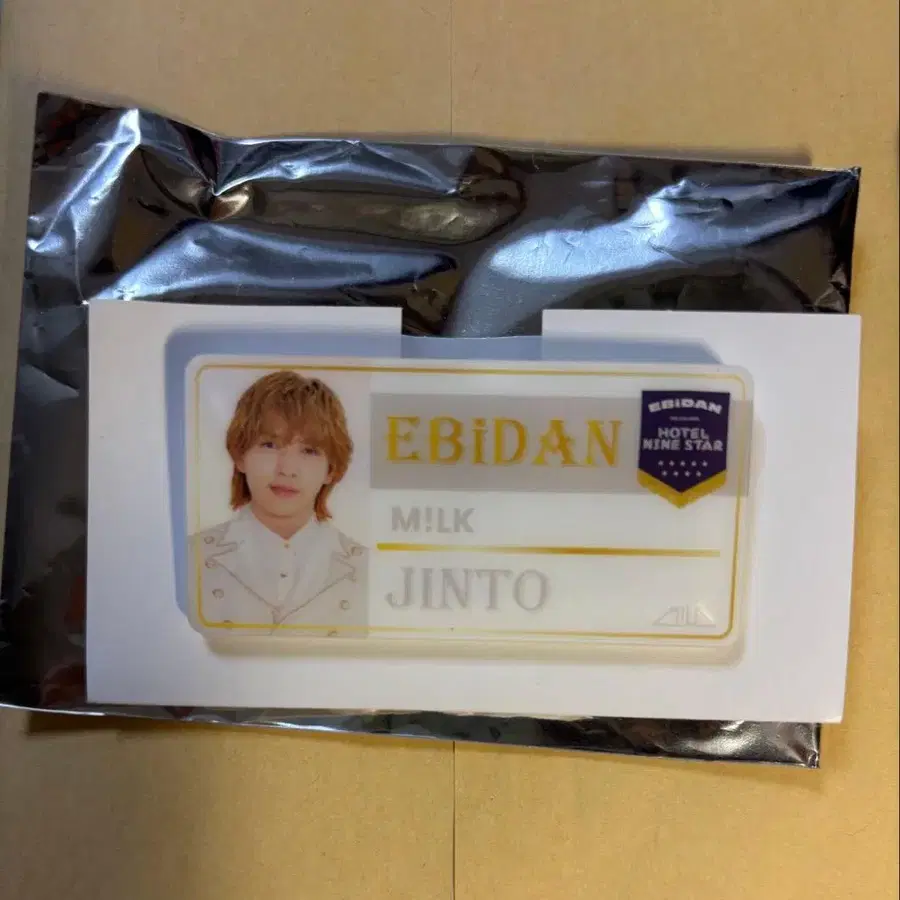 EBiDAN
EBiDAN
HOTEL
NINE STAR
M!LK
JINTO